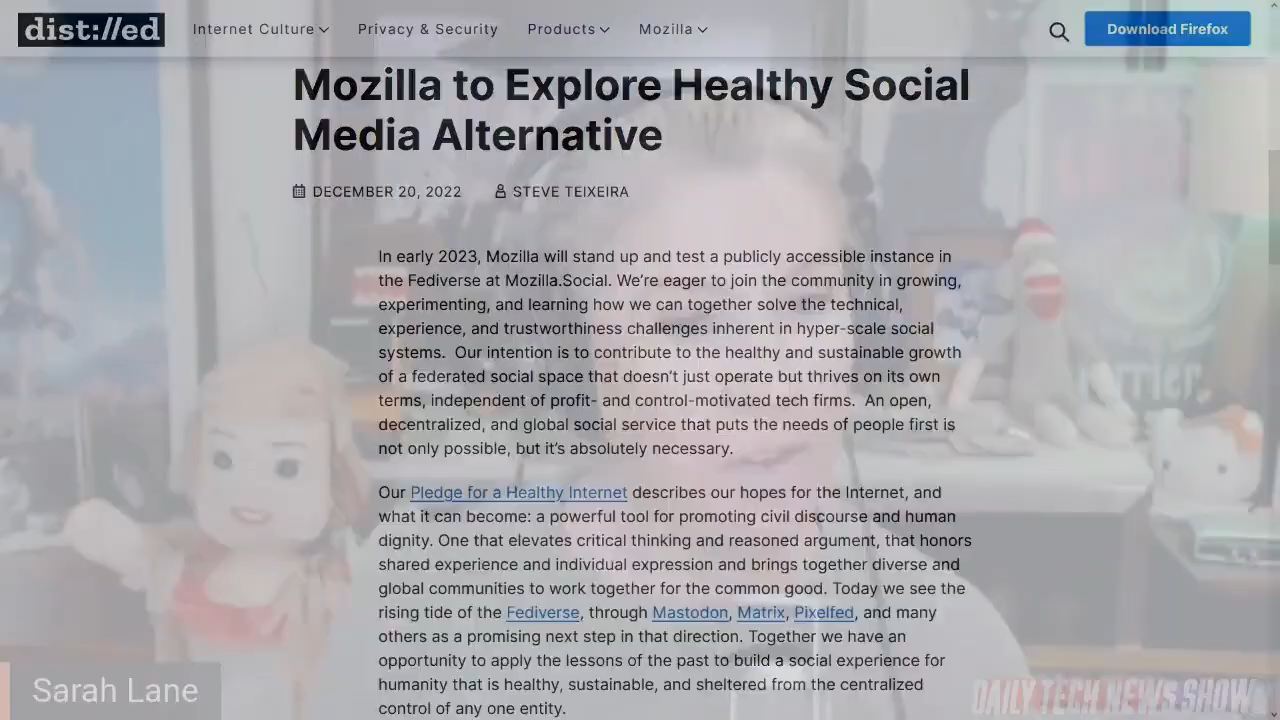 dist://ed
Internet Culture
Privacy & Security
Products
Mozilla
Download Firefox
Mozilla to Explore Healthy Social
Media Alternative
DECEMBER 20, 2022
STEVE TEIXEIRA
In early 2023, Mozilla will stand up and test a publicly accessible instance in
the Fediverse at Mozilla.Social. We’re eager to join the community in growing,
experimenting, and learning how we can together solve the technical,
experience, and trustworthiness challenges inherent in hyper-scale social
systems.  Our intention is to contribute to the healthy and sustainable growth
of a federated social space that doesn’t just operate but thrives on its own
terms, independent of profit- and control-motivated tech firms.  An open,
decentralized, and global social service that puts the needs of people first is
not only possible, but it’s absolutely necessary.
Our Pledge for a Healthy Internet describes our hopes for the Internet, and
what it can become: a powerful tool for promoting civil discourse and human
dignity. One that elevates critical thinking and reasoned argument, that honors
shared experience and individual expression and brings together diverse and
global communities to work together for the common good. Today we see the
rising tide of the Fediverse, through Mastodon, Matrix, Pixelfed, and many
others as a promising next step in that direction. Together we have an
opportunity to apply the lessons of the past to build a social experience for
humanity that is healthy, sustainable, and sheltered from the centralized
control of any one entity.
Sarah Lane
DAILY TECH NEWS SHOW